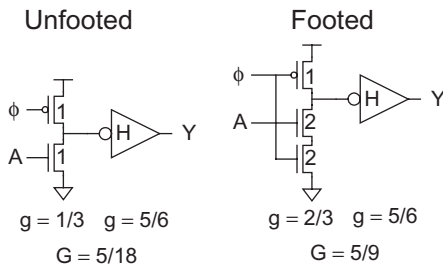 Unfooted
Footed
ϕ
1
A
1
H
Y
g = 1/3 g = 5/6
G = 5/18
ϕ
1
A
2
2
H
Y
g = 2/3 g = 5/6
G = 5/9